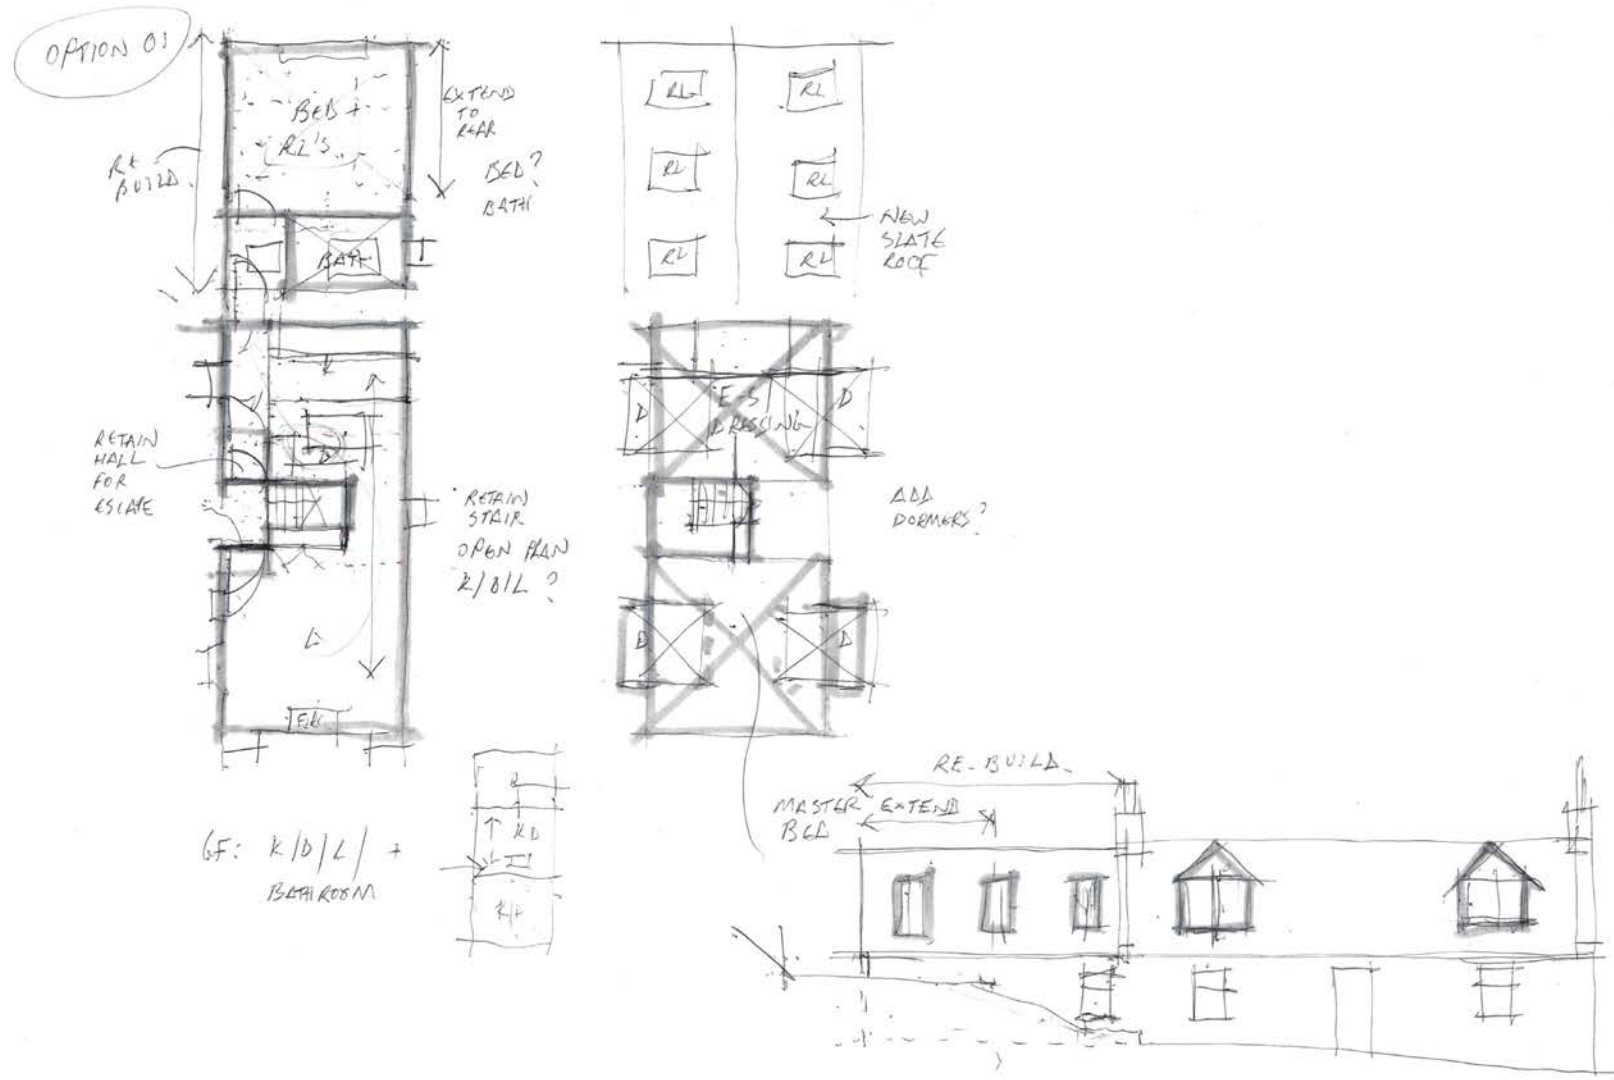 OPTION 01
RE-
BUILD
BED +
RL'S
EXTEND
TO
REAR
BED?
BATH
BATH
K
D
RETAIN
HALL
FOR
ESCAPE
RETAIN
STAIR
OPEN PLAN
K/D/L ?
L
RL
RL
RL
RL
RL
RL
NEW
SLATE
ROOF
D
E-S/
DRESSING
D
ADD
DORMERS?
D
D
MASTER
BED
GF: K/D/L/ +
BATHROOM
KD
RE-BUILD
EXTEND